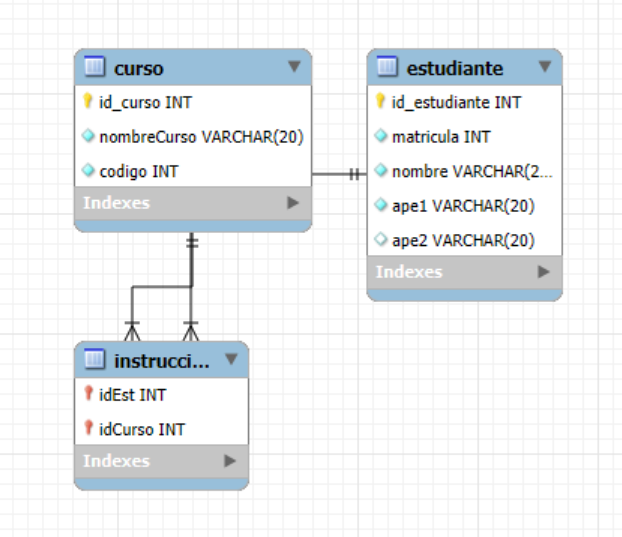 curso
id_curso INT
nombreCurso VARCHAR(20)
codigo INT
Indexes
estudiante
id_estudiante INT
matricula INT
nombre VARCHAR(2...
ape1 VARCHAR(20)
ape2 VARCHAR(20)
Indexes
instrucci...
idEst INT
idCurso INT
Indexes